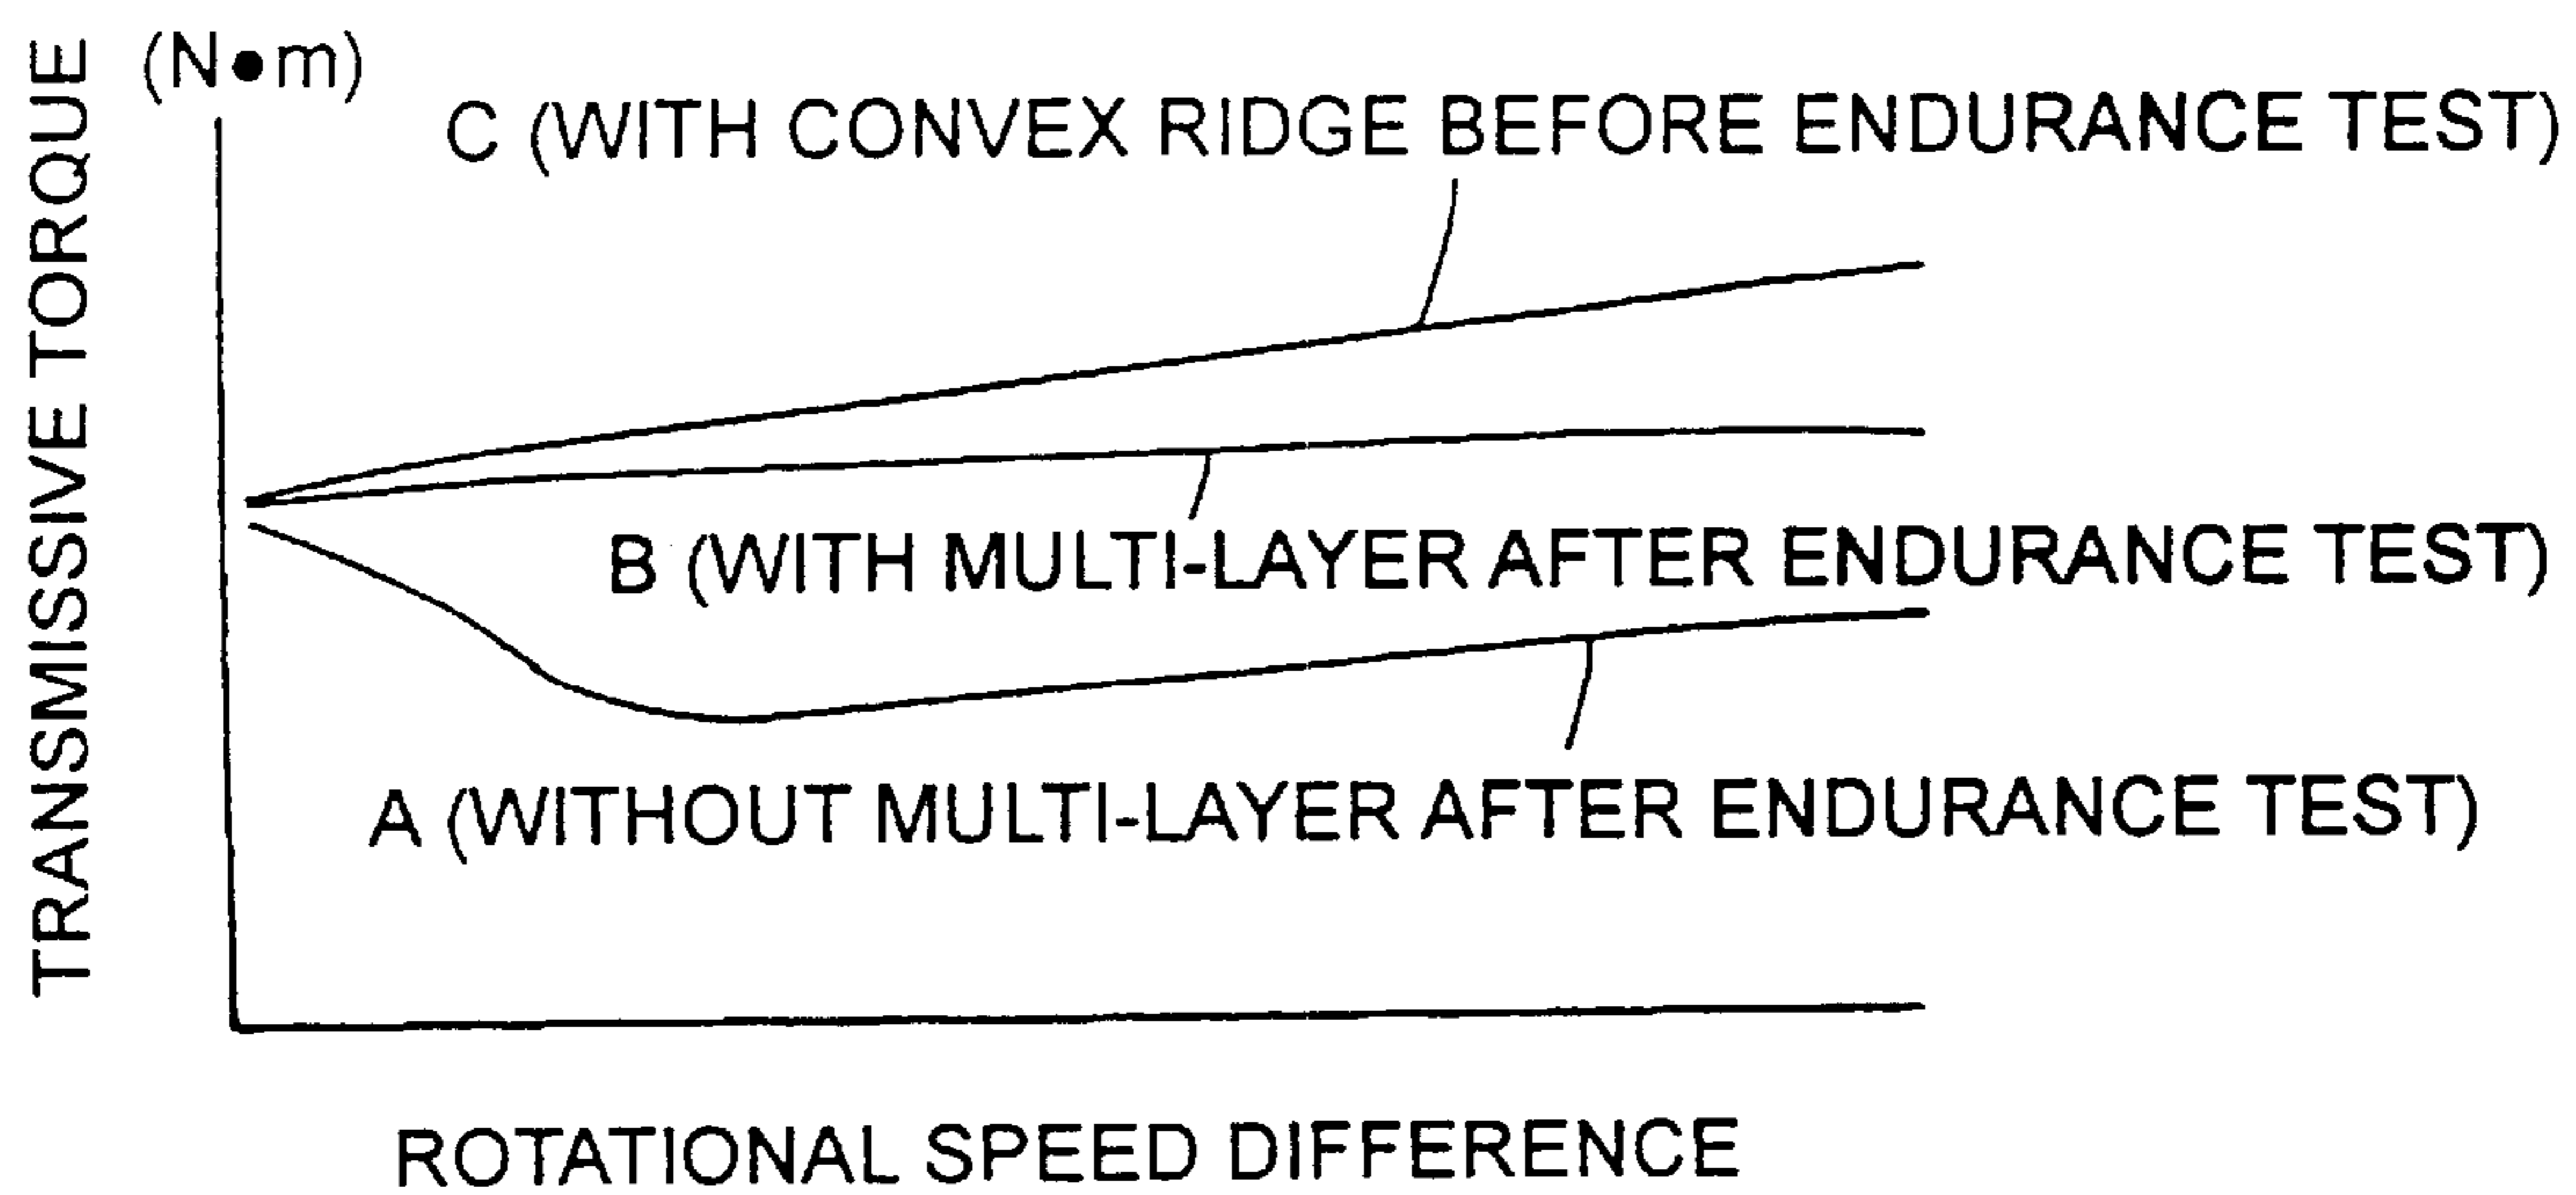 TRANSMISSIVE TORQUE
(N•m)
C (WITH CONVEX RIDGE BEFORE ENDURANCE TEST)
B (WITH MULTI-LAYER AFTER ENDURANCE TEST)
A (WITHOUT MULTI-LAYER AFTER ENDURANCE TEST)
ROTATIONAL SPEED DIFFERENCE